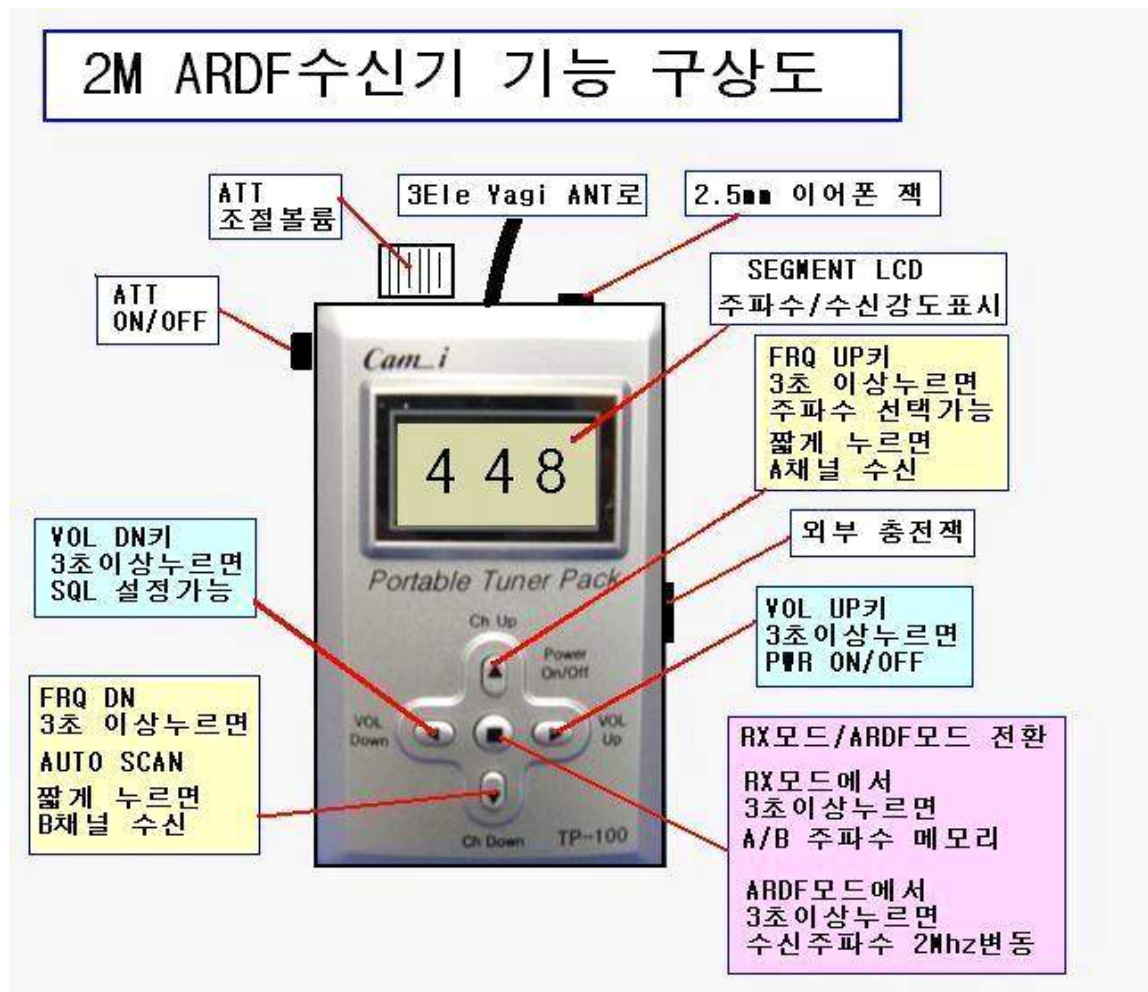 2M ARDF수신기 기능 구상도
ATT
조절볼륨
3Ele Yagi ANT로
2.5mm 이어폰 잭
ATT
ON/OFF
SEGMENT LCD
주파수/수신강도표시
FRQ UP키
3초 이상누르면
주파수 선택가능
짧게 누르면
A채널 수신
Cam_i
448
외부 충전잭
VOL DN키
3초이상누르면
SQL 설정가능
Portable Tuner Pack
VOL UP키
3초이상누르면
PWR ON/OFF
Ch Up
Power
On/Off
FRQ DN
3초 이상누르면
AUTO SCAN
짧게 누르면
B채널 수신
VOL
Down
VOL
Up
Ch Down
TP-100
RX모드/ARDF모드 전환
RX모드에서
3초이상누르면
A/B 주파수 메모리
ARDF모드에서
3초이상누르면
수신주파수 2Mhz변동